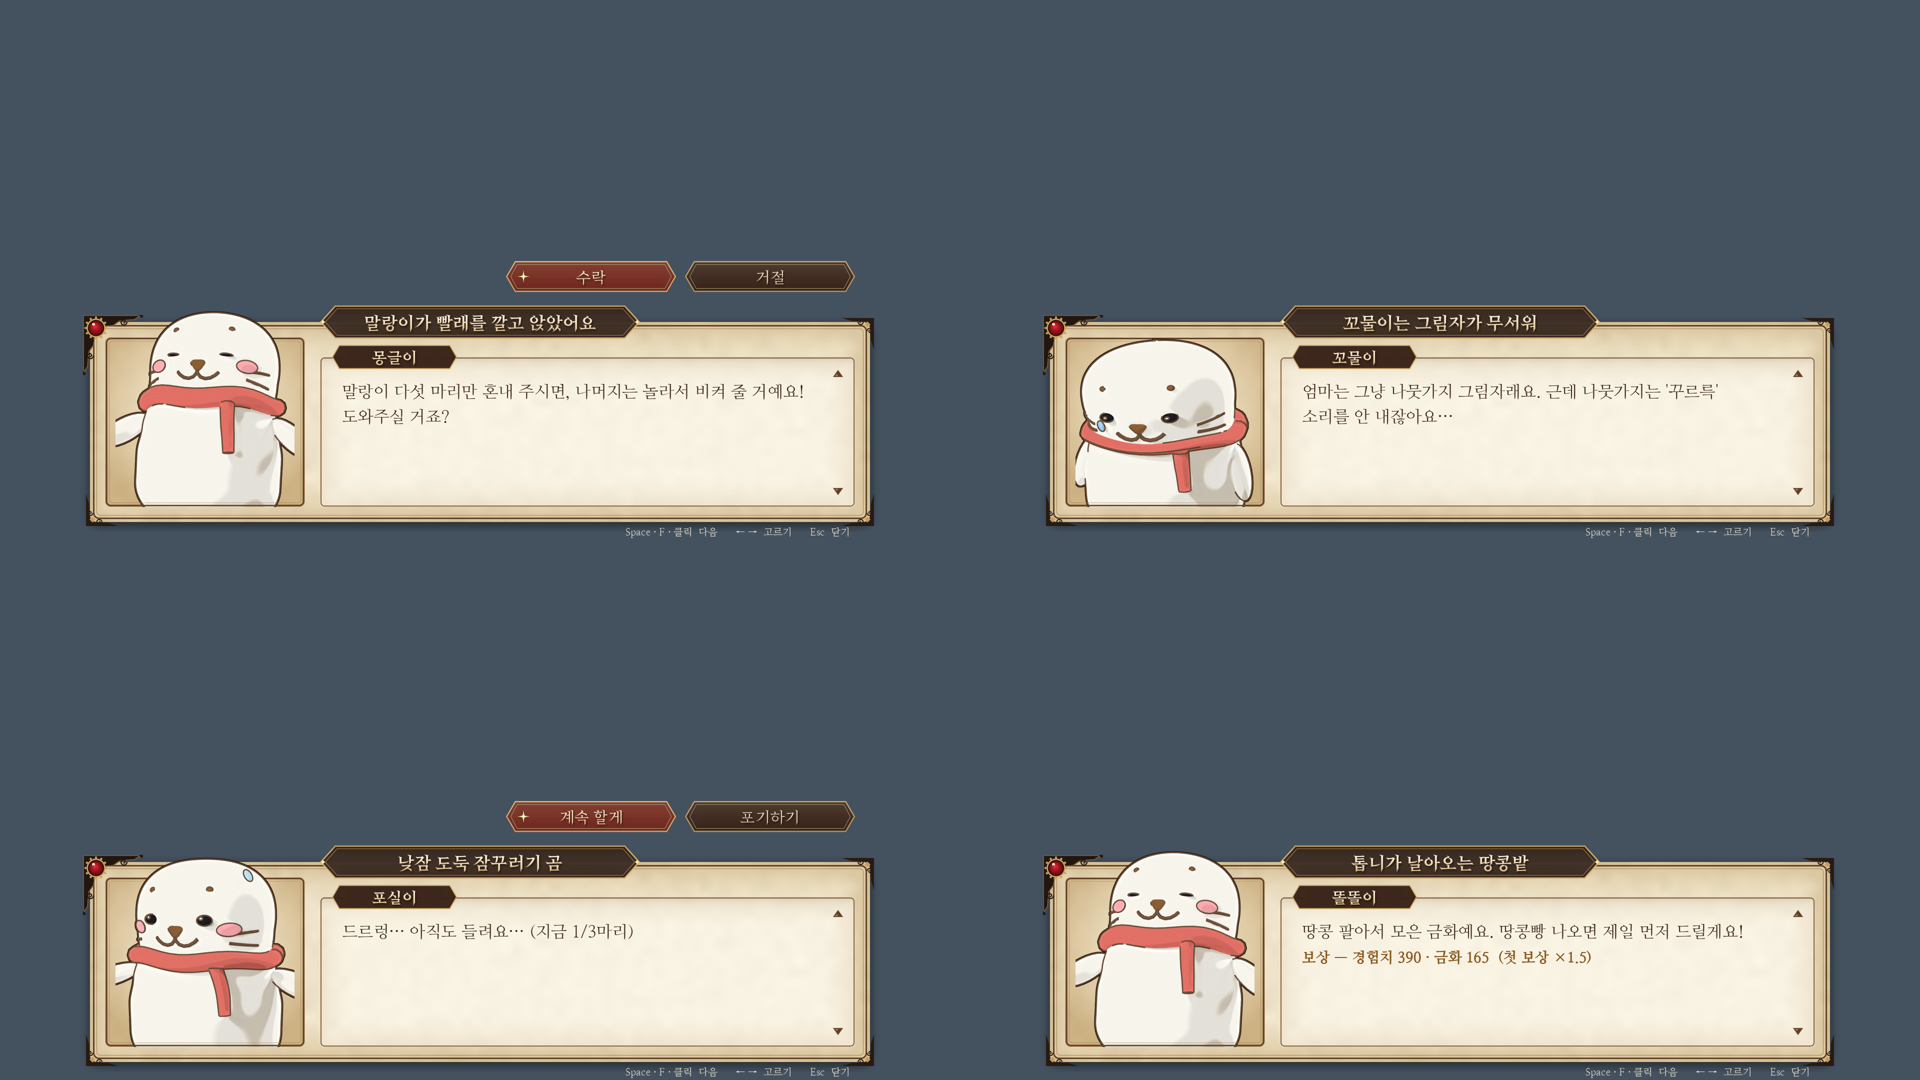 수락
거절
말랑이가 빨래를 깔고 앉았어요
몽글이
말랑이 다섯 마리만 혼내 주시면, 나머지는 놀라서 비켜 줄 거예요!
도와주실 거죠?
Space · F · 클릭 다음 ←→ 고르기 Esc 닫기
꼬물이는 그림자가 무서워
꼬물이
엄마는 그냥 나뭇가지 그림자래요. 근데 나뭇가지는 '꾸르륵'
소리를 안 내잖아요…
Space · F · 클릭 다음 ←→ 고르기 Esc 닫기
계속 할게
포기하기
낮잠 도둑 잠꾸러기 곰
포실이
드르렁… 아직도 들려요… (지금 1/3마리)
Space · F · 클릭 다음 ←→ 고르기 Esc 닫기
톱니가 날아오는 땅콩밭
똘똘이
땅콩 팔아서 모은 금화예요. 땅콩빵 나오면 제일 먼저 드릴게요!
보상 — 경험치 390 · 금화 165 (첫 보상 ×1.5)
Space · F · 클릭 다음 ←→ 고르기 Esc 닫기